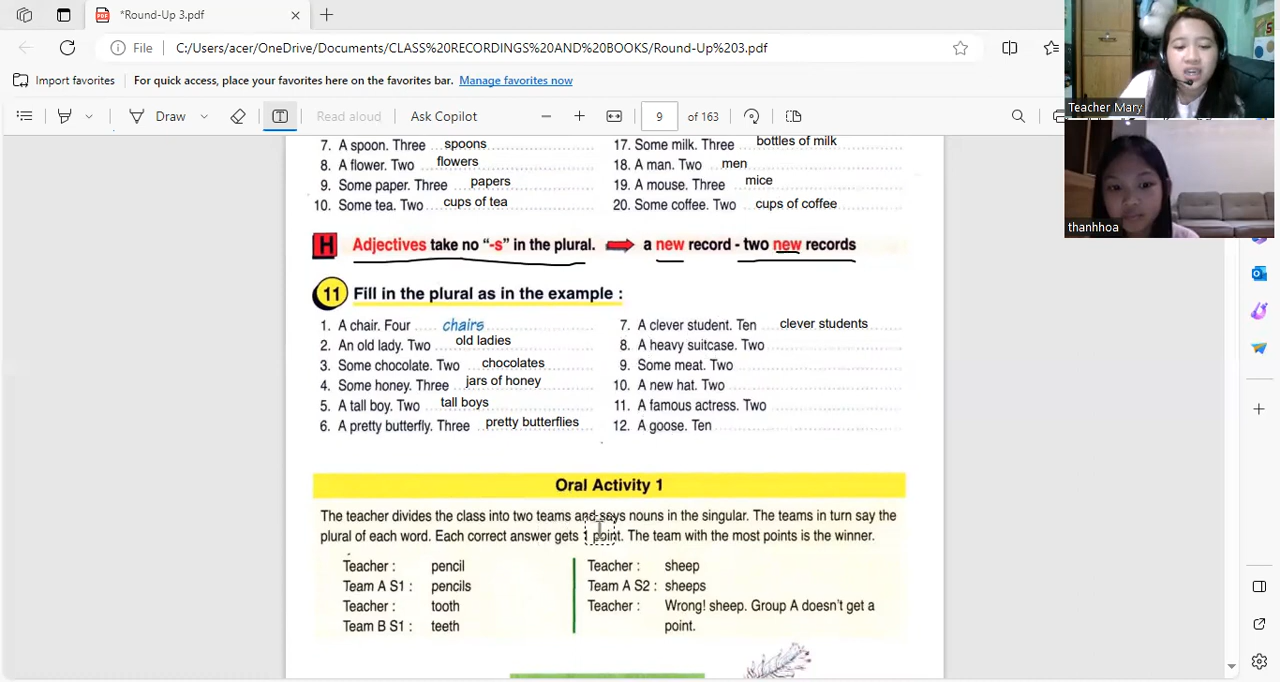 *Round-Up 3.pdf
File C:/Users/acer/OneDrive/Documents/CLASS%20RECORDINGS%20AND%20BOOKS/Round-Up%203.pdf
Import favorites For quick access, place your favorites here on the favorites bar. Manage favorites now
Draw Read aloud Ask Copilot 9 of 163
Teacher Mary
thanhhoa
7. A spoon. Three spoons
8. A flower. Two flowers
9. Some paper. Three papers
10. Some tea. Two cups of tea
17. Some milk. Three bottles of milk
18. A man. Two men
19. A mouse. Three mice
20. Some coffee. Two cups of coffee
H Adjectives take no "-s" in the plural. a new record - two new records
11 Fill in the plural as in the example :
1. A chair. Four chairs
2. An old lady. Two old ladies
3. Some chocolate. Two chocolates
4. Some honey. Three jars of honey
5. A tall boy. Two tall boys
6. A pretty butterfly. Three pretty butterflies
7. A clever student. Ten clever students
8. A heavy suitcase. Two
9. Some meat. Two
10. A new hat. Two
11. A famous actress. Two
12. A goose. Ten
Oral Activity 1
The teacher divides the class into two teams and says nouns in the singular. The teams in turn say the
plural of each word. Each correct answer gets 1 point. The team with the most points is the winner.
Teacher : pencil
Team A S1 : pencils
Teacher : tooth
Team B S1 : teeth
Teacher : sheep
Team A S2 : sheeps
Teacher : Wrong! sheep. Group A doesn't get a
point.